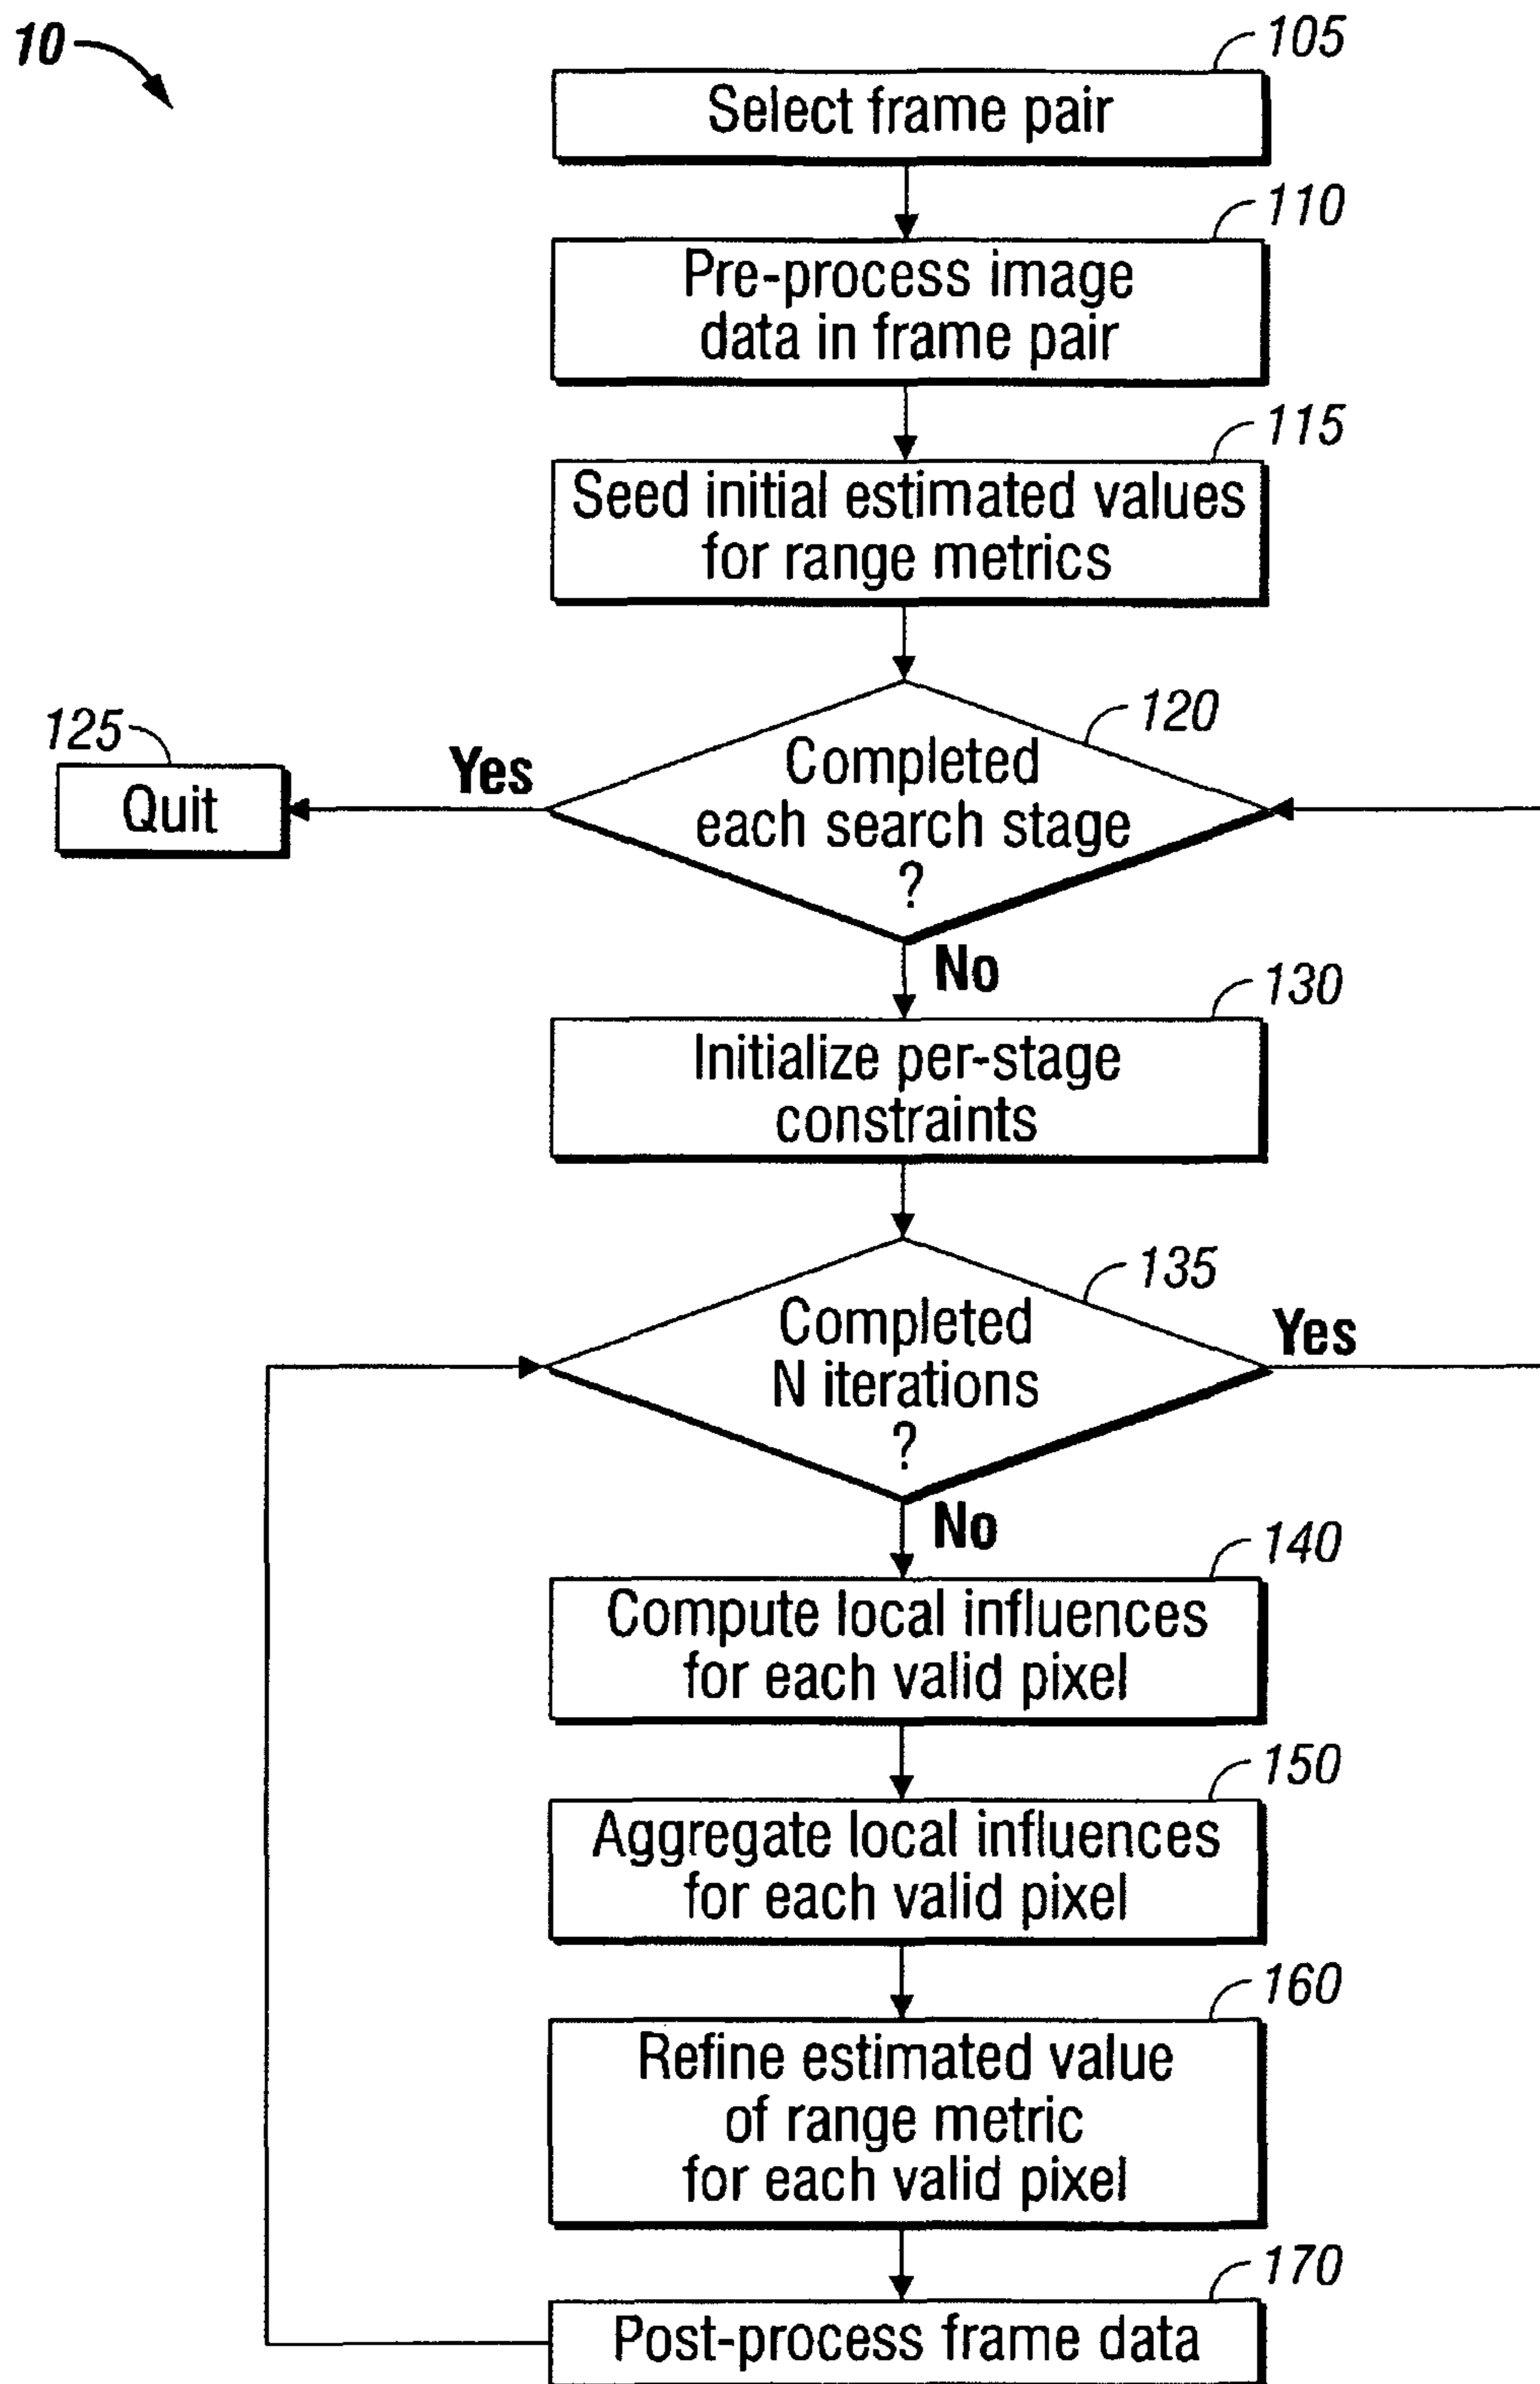 10
105
Select frame pair
110
Pre-process image
data in frame pair
115
Seed initial estimated values
for range metrics
120
Completed
each search stage
?
Yes
125
Quit
No
130
Initialize per-stage
constraints
135
Completed
N iterations
?
Yes
No
140
Compute local influences
for each valid pixel
150
Aggregate local influences
for each valid pixel
160
Refine estimated value
of range metric
for each valid pixel
170
Post-process frame data